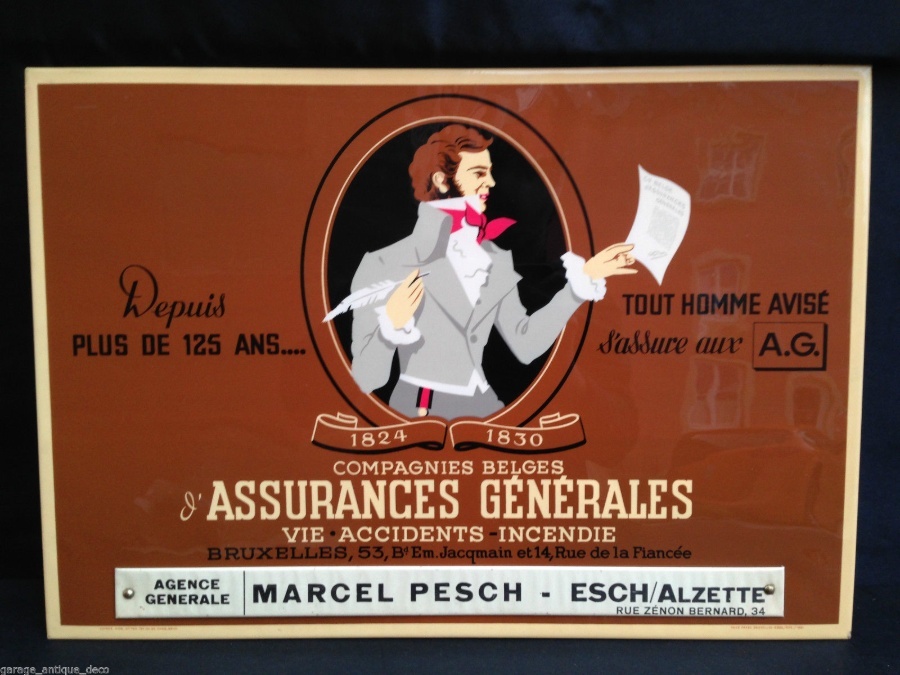 Depuis
PLUS DE 125 ANS....
TOUT HOMME AVISÉ
s'assure aux A.G.
1824 1830
COMPAGNIES BELGES
d'ASSURANCES GÉNÉRALES
VIE · ACCIDENTS - INCENDIE
BRUXELLES, 53, Bd Em. Jacqmain et 14, Rue de la Fiancée
AGENCE GENERALE
MARCEL PESCH - ESCH/ALZETTE
RUE ZÉNON BERNARD, 34
garage_antique_deco